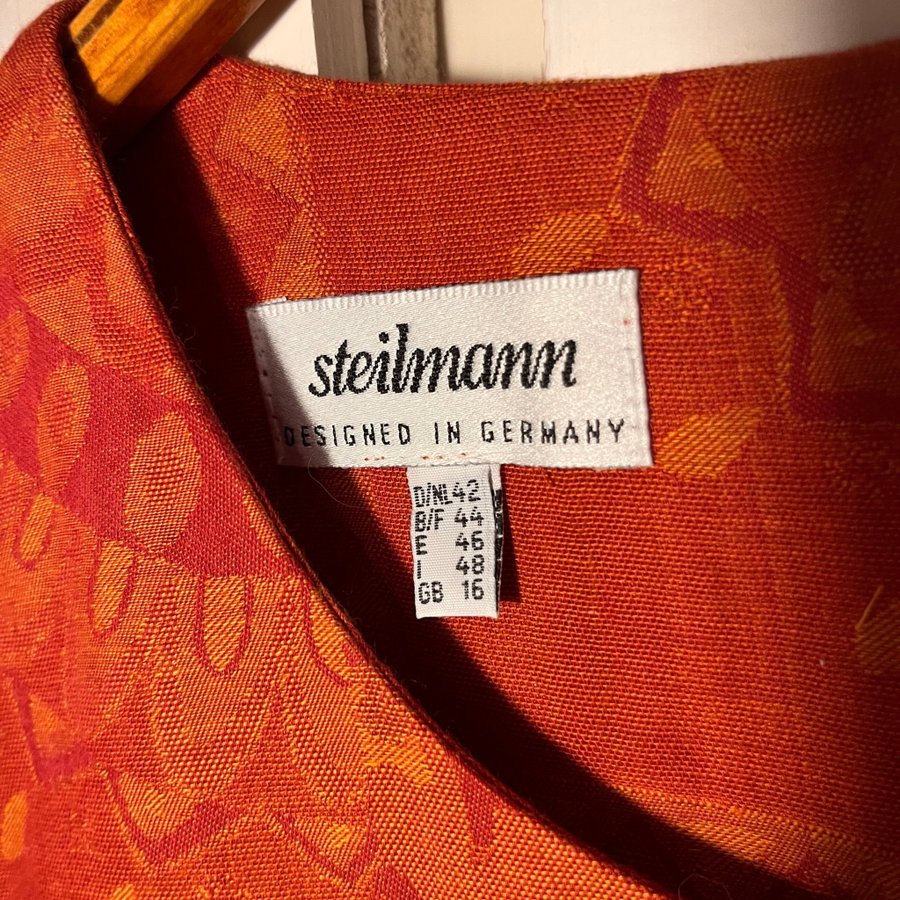 steilmann
DESIGNED IN GERMANY
D/NL 42
B/F 44
E 46
I 48
GB 16